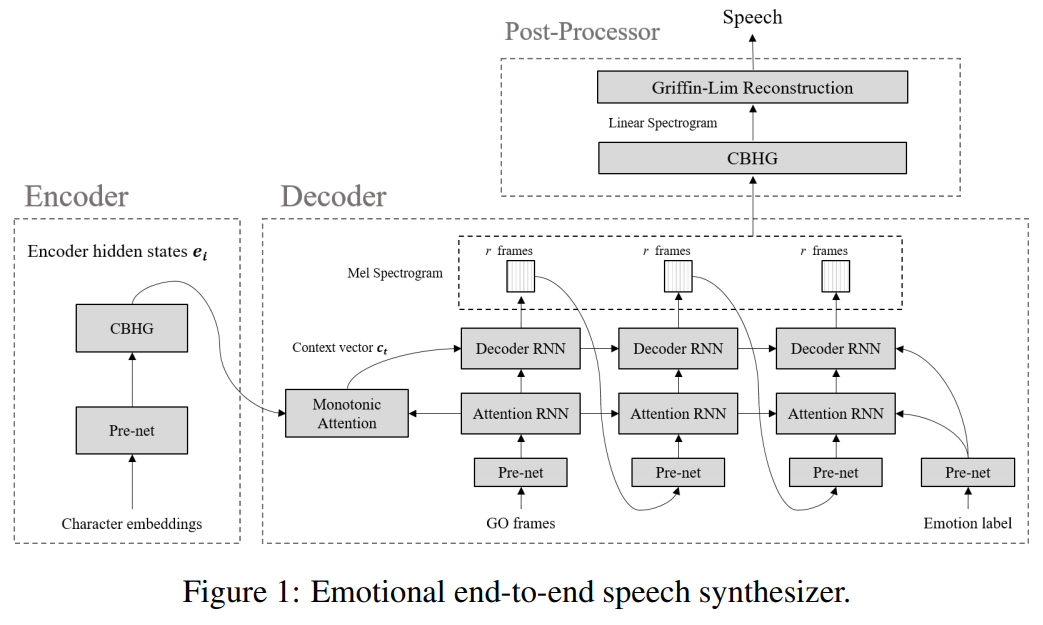 Speech
Post-Processor
Griffin-Lim Reconstruction
Linear Spectrogram
CBHG
Encoder
Decoder
Encoder hidden states e_i
CBHG
Pre-net
Character embeddings
r frames
r frames
r frames
Mel Spectrogram
Context vector c_t
Decoder RNN
Decoder RNN
Decoder RNN
Monotonic
Attention
Attention RNN
Attention RNN
Attention RNN
Pre-net
Pre-net
Pre-net
Pre-net
GO frames
Emotion label
Figure 1: Emotional end-to-end speech synthesizer.